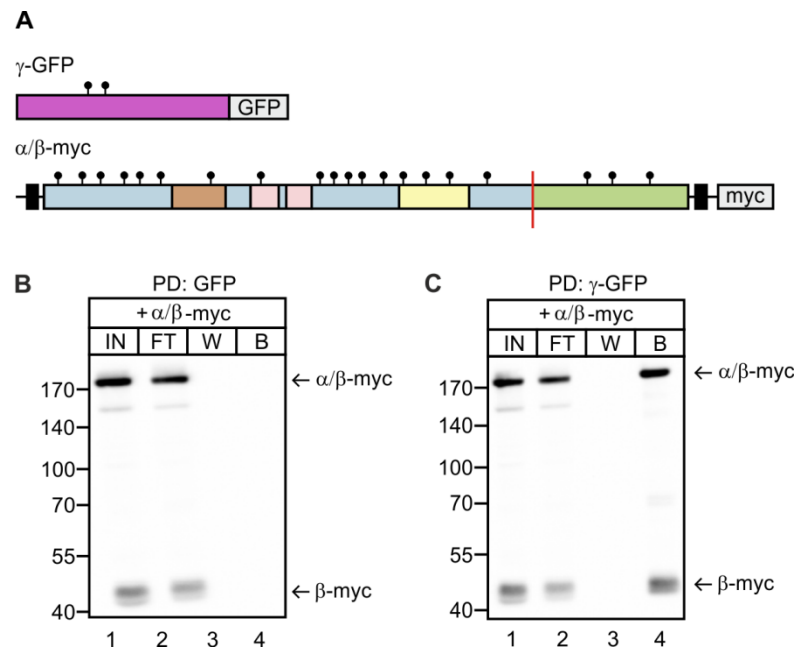 A
γ-GFP
GFP
α/β-myc
myc
B
PD: GFP
+ α/β-myc
IN FT W B
170
140
100
70
55
40
← α/β-myc
← β-myc
1 2 3 4
C
PD: γ-GFP
+ α/β-myc
IN FT W B
170
140
100
70
55
40
← α/β-myc
← β-myc
1 2 3 4